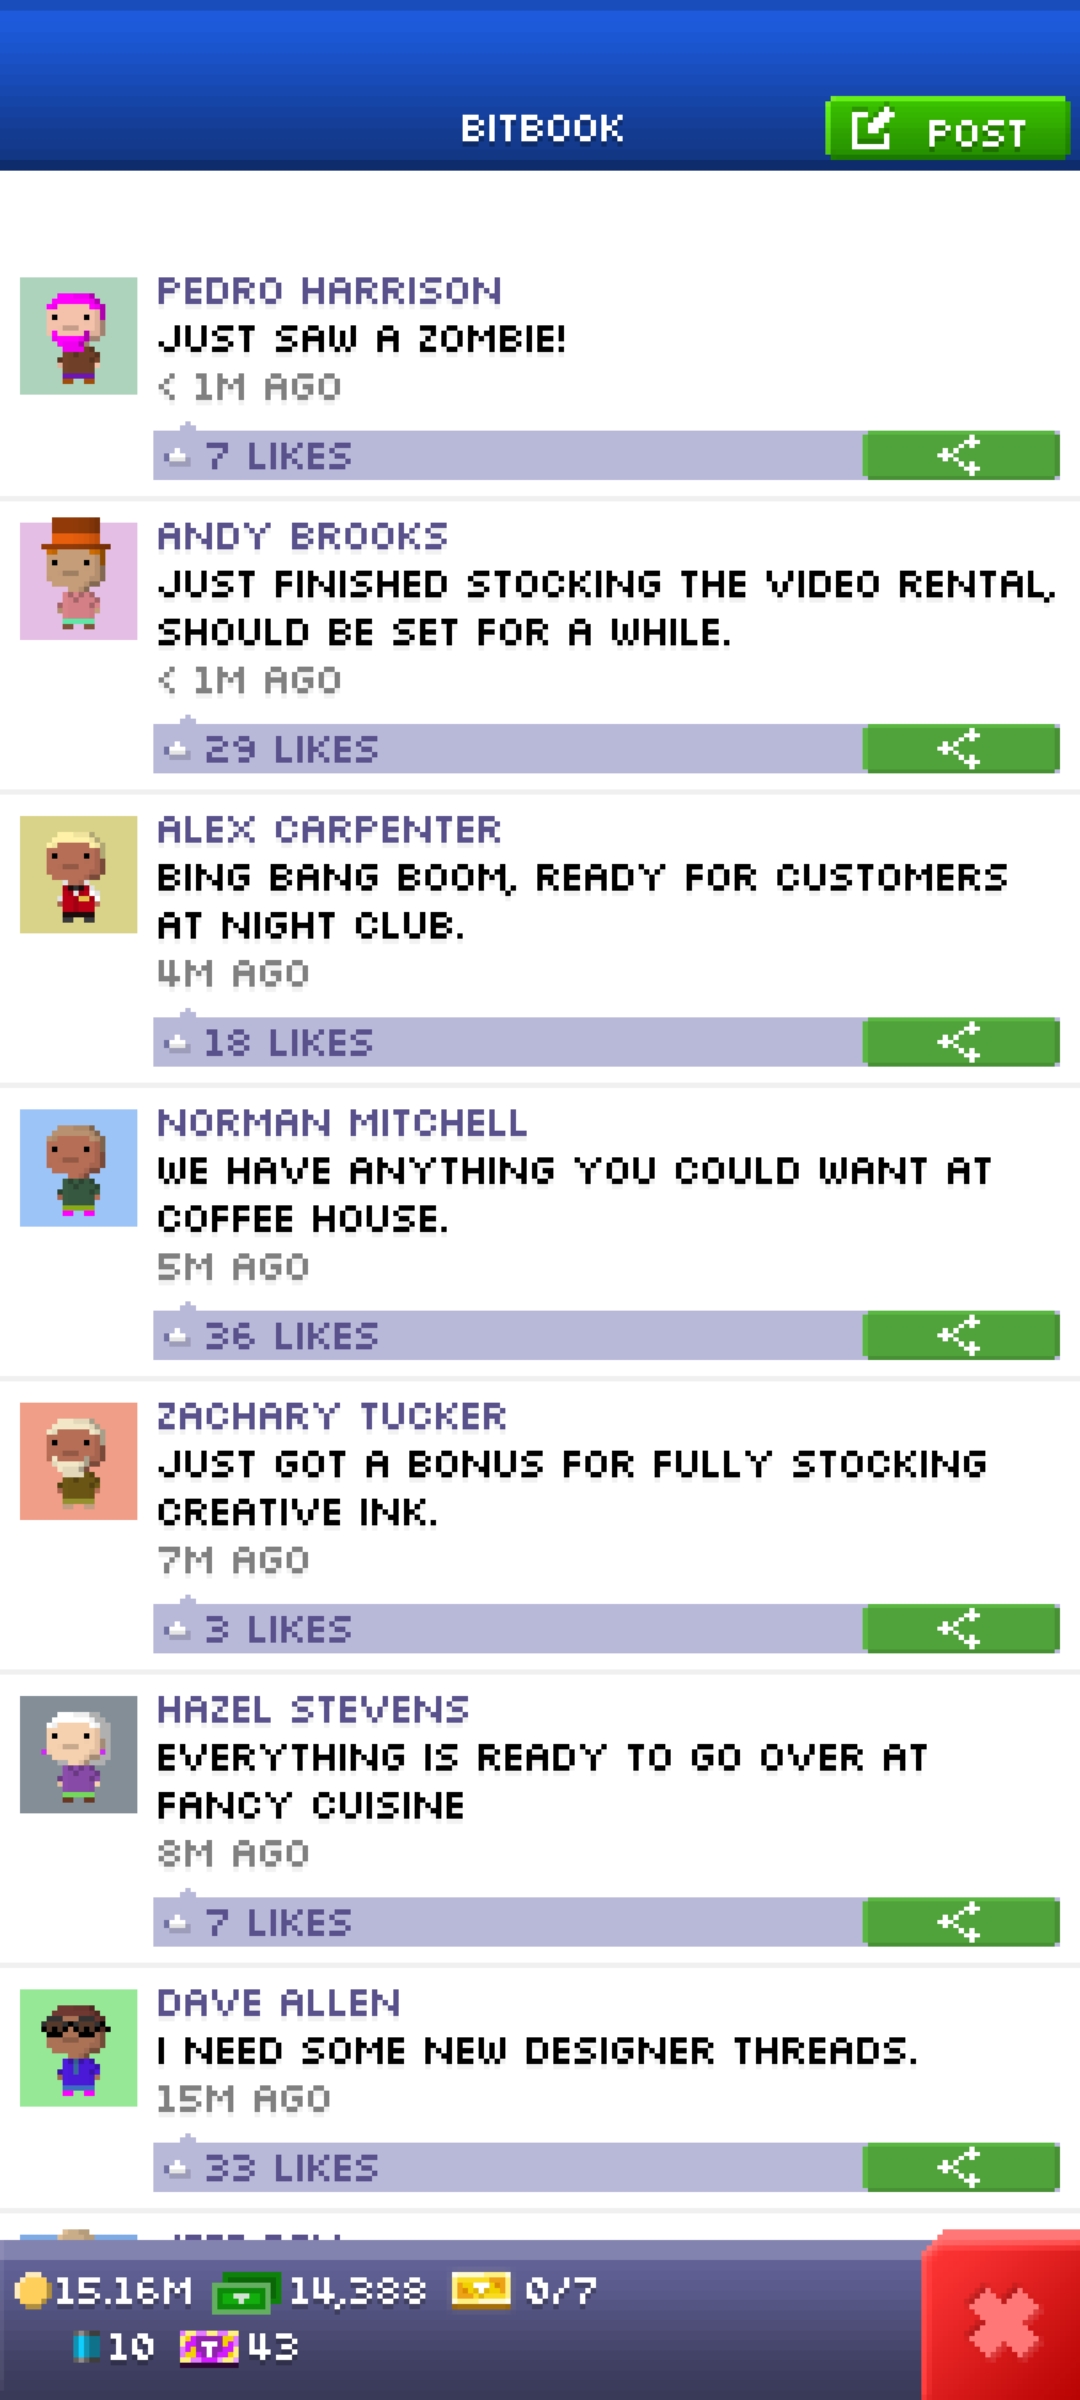 BITBOOK
POST
PEDRO HARRISON
JUST SAW A ZOMBIE!
< 1M AGO
7 LIKES
ANDY BROOKS
JUST FINISHED STOCKING THE VIDEO RENTAL,
SHOULD BE SET FOR A WHILE.
< 1M AGO
29 LIKES
ALEX CARPENTER
BING BANG BOOM, READY FOR CUSTOMERS
AT NIGHT CLUB.
4M AGO
18 LIKES
NORMAN MITCHELL
WE HAVE ANYTHING YOU COULD WANT AT
COFFEE HOUSE.
5M AGO
36 LIKES
ZACHARY TUCKER
JUST GOT A BONUS FOR FULLY STOCKING
CREATIVE INK.
7M AGO
3 LIKES
HAZEL STEVENS
EVERYTHING IS READY TO GO OVER AT
FANCY CUISINE
8M AGO
7 LIKES
DAVE ALLEN
I NEED SOME NEW DESIGNER THREADS.
15M AGO
33 LIKES
15.16M 14,388 0/7
10 43